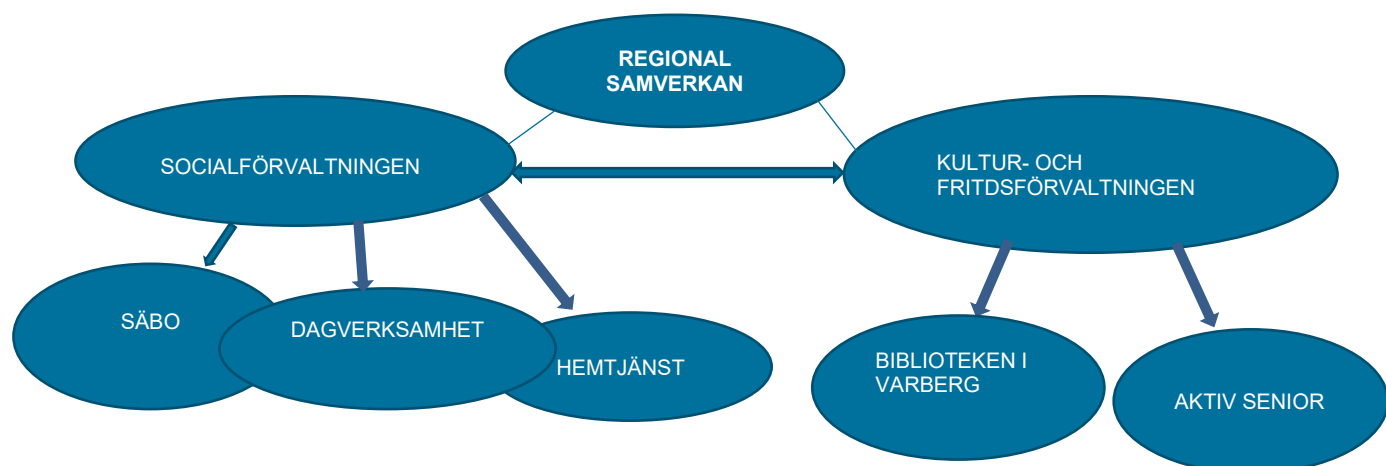 REGIONAL
SAMVERKAN
SOCIALFÖRVALTNINGEN
KULTUR- OCH
FRITDSFÖRVALTNINGEN
SÄBO
DAGVERKSAMHET
HEMTJÄNST
BIBLIOTEKEN I
VARBERG
AKTIV SENIOR